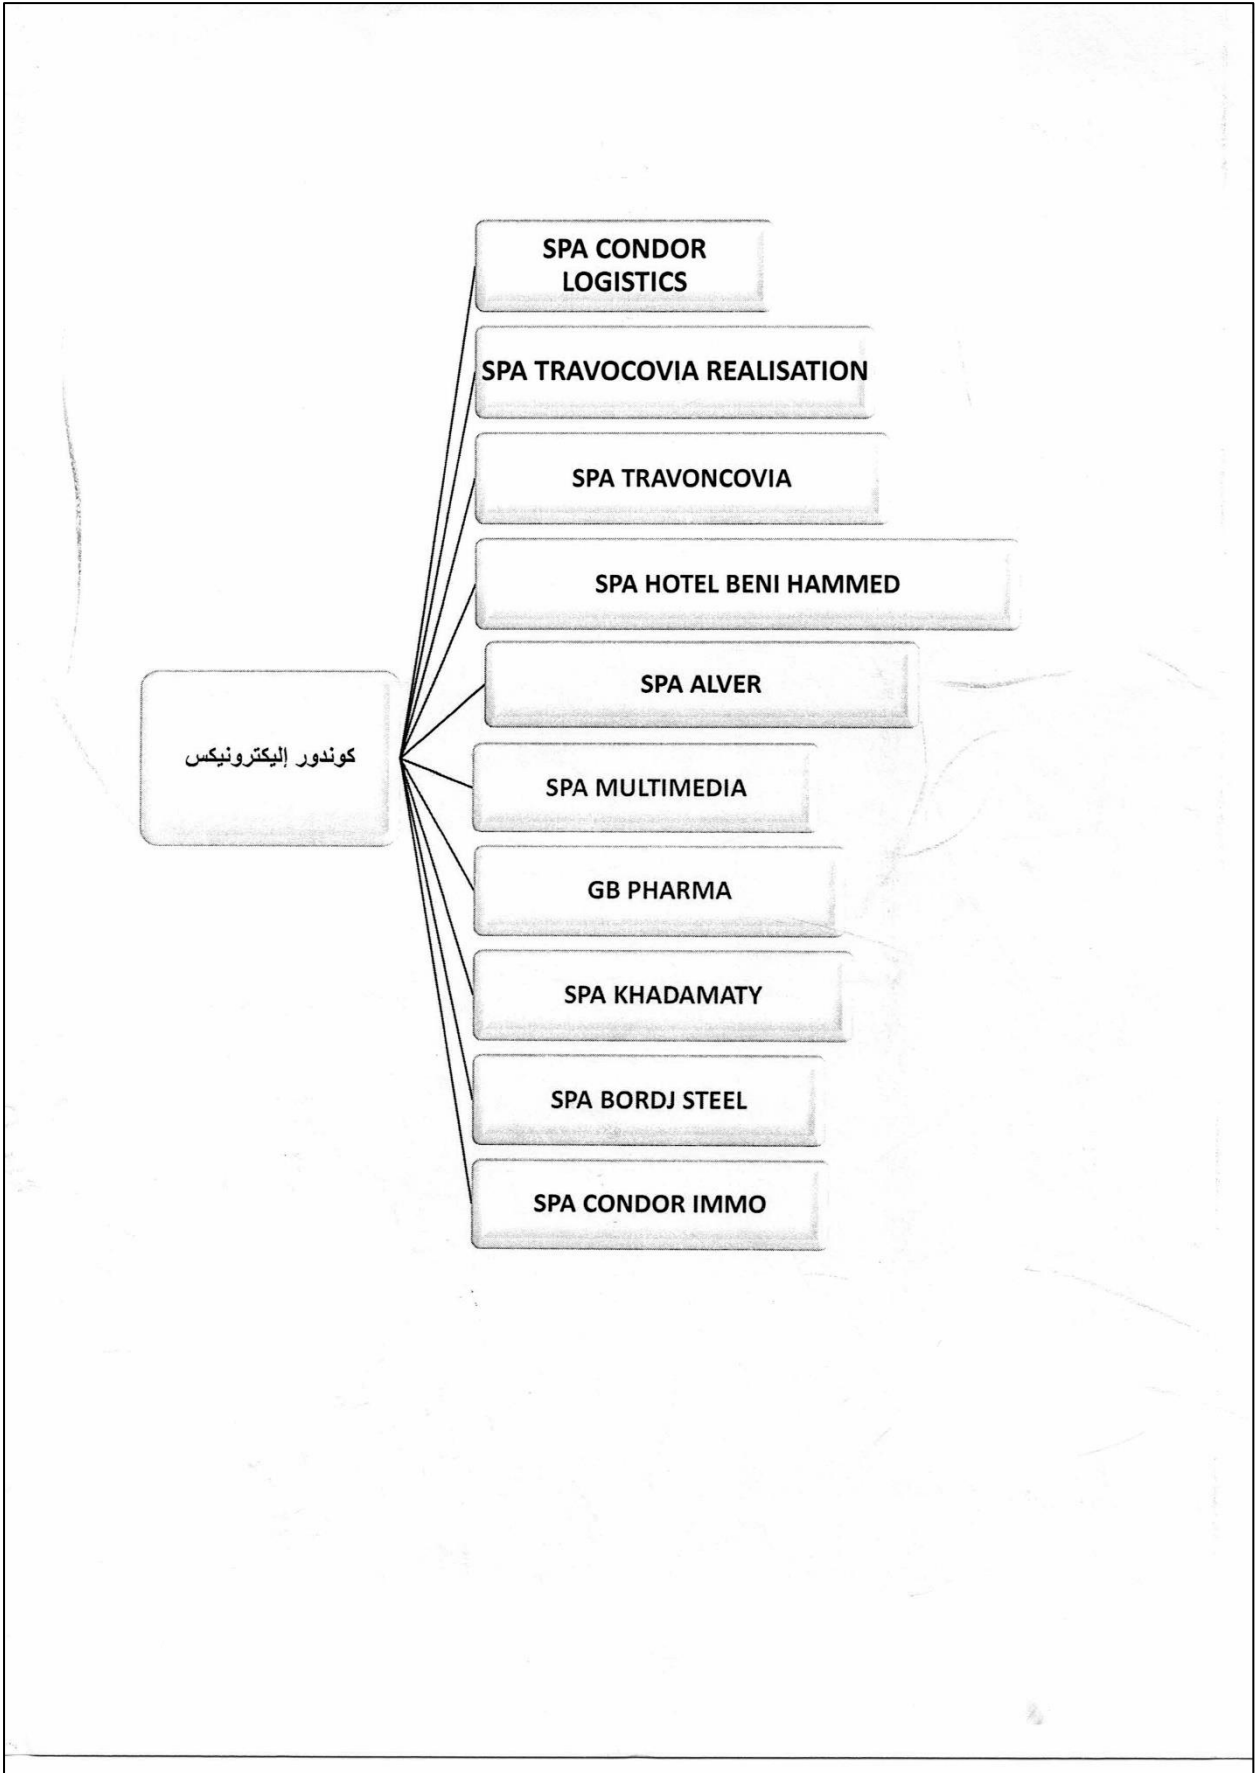 SPA CONDOR
LOGISTICS
SPA TRAVOCOVIA REALISATION
SPA TRAVONCOVIA
SPA HOTEL BENI HAMMED
SPA ALVER
كوندور إليكترونيكس
SPA MULTIMEDIA
GB PHARMA
SPA KHADAMATY
SPA BORDJ STEEL
SPA CONDOR IMMO